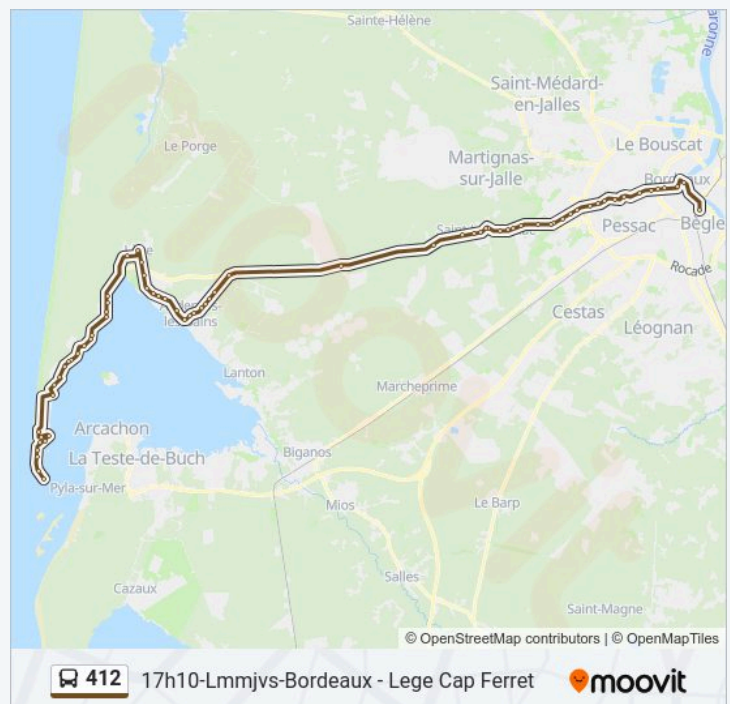 Sainte-Hélène
Garonne
Saint-Médard-
en-Jalles
Le Bouscat
Le Porge
Martignas-
sur-Jalle
Bordeaux
Pessac
Bègle
Rocade
Cestas
Léognan
Lanton
Marcheprime
Arcachon
La Teste-de-Buch
Biganos
Pyla-sur-Mer
Mios
Le Barp
Salles
Cazaux
Saint-Magne
© OpenStreetMap contributors | © OpenMapTiles
412 17h10-Lmmjvs-Bordeaux - Lege Cap Ferret moovit